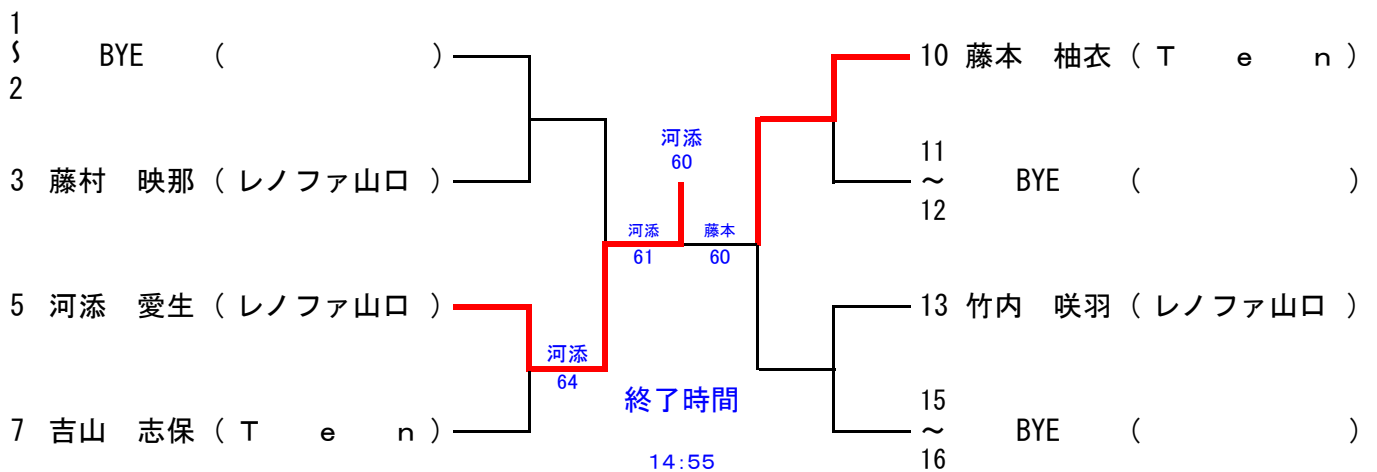 1
〜
2
BYE （　　　　）
10 藤本 柚衣（Ｔ ｅ ｎ）
河添
60
11
～
12
BYE （　　　　）
3 藤村 映那（レノファ山口）
河添
61
藤本
60
5 河添 愛生（レノファ山口）
13 竹内 咲羽（レノファ山口）
河添
64
終了時間
14:55
7 吉山 志保（Ｔ ｅ ｎ）
15
～
16
BYE （　　　　）